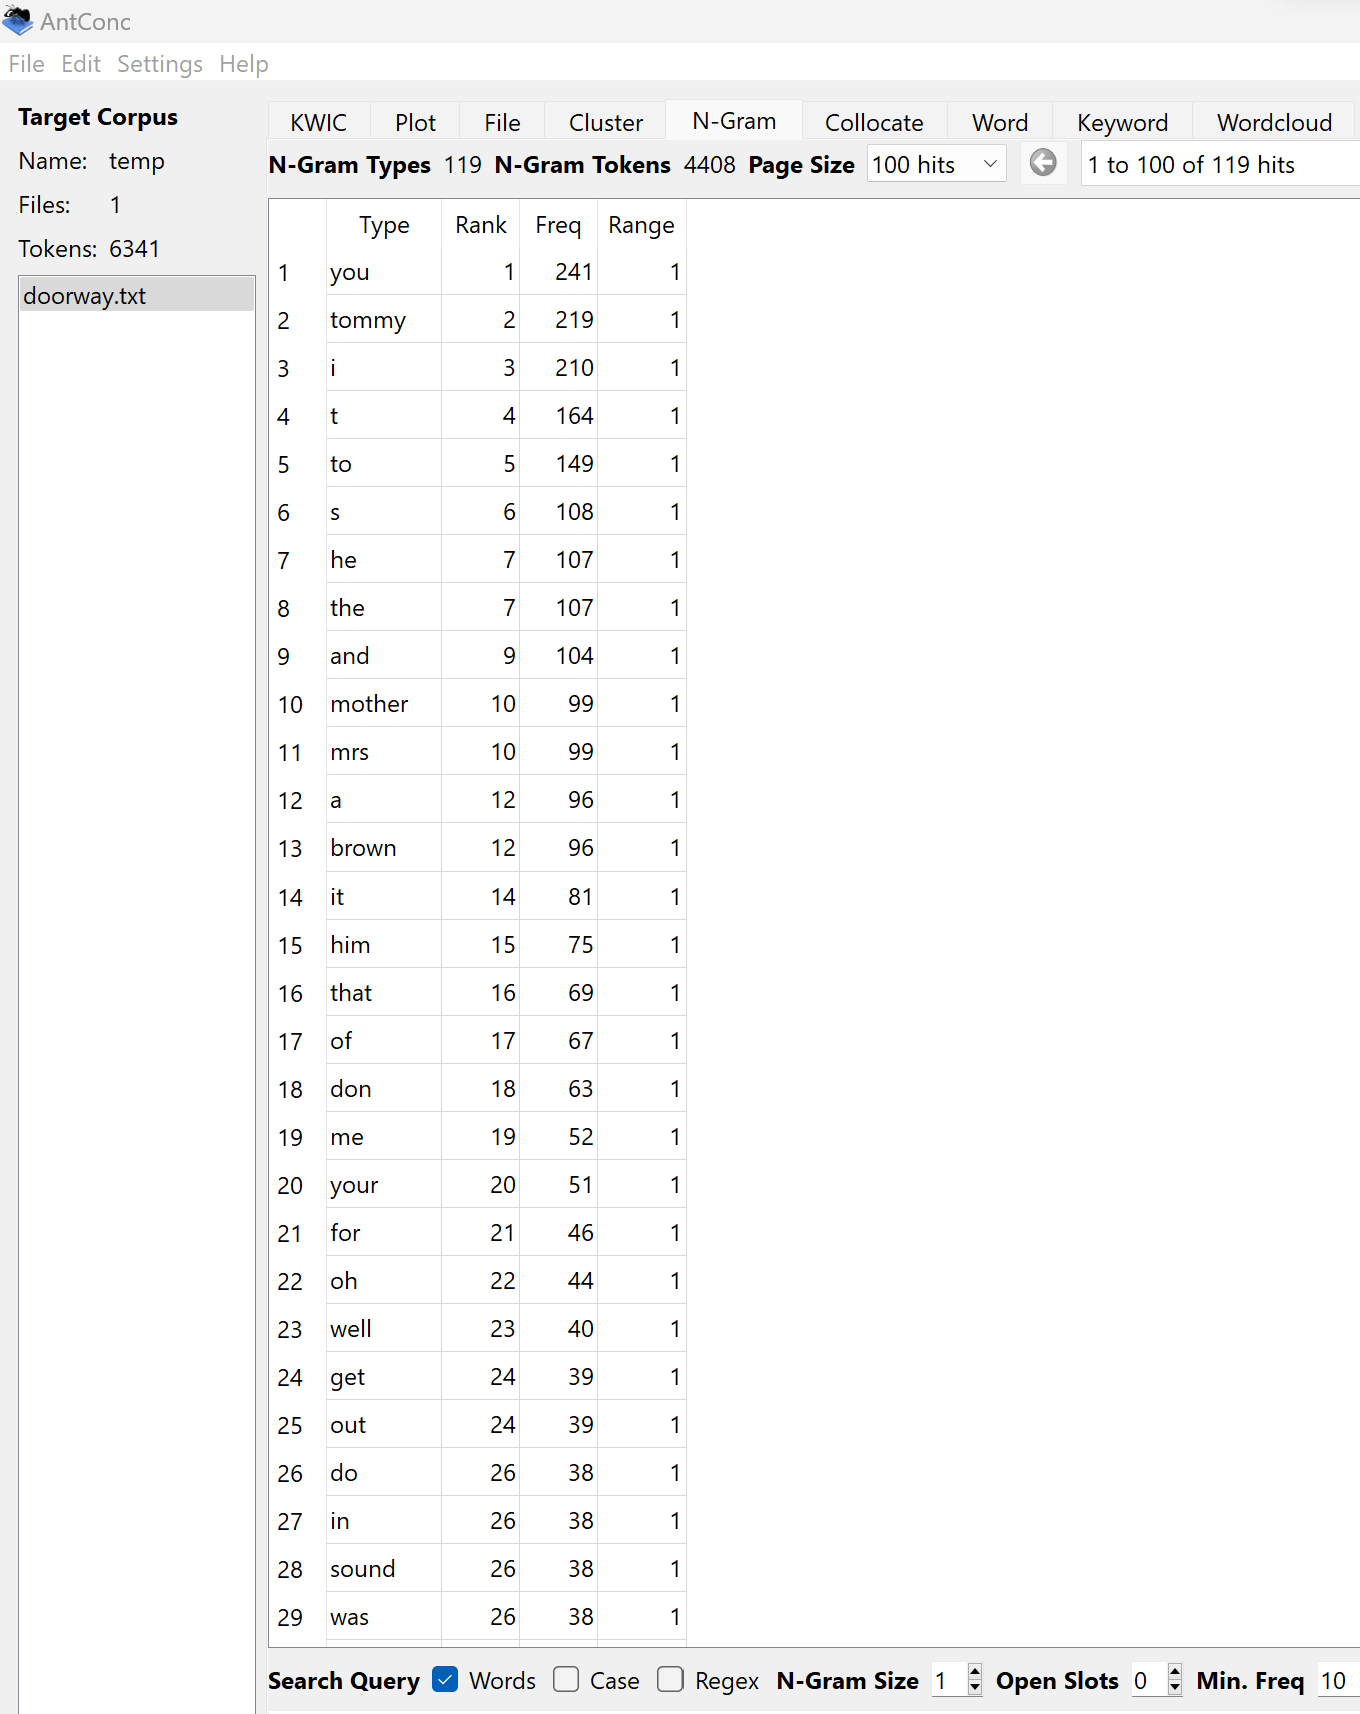 AntConc
File Edit Settings Help
Target Corpus
Name: temp
Files: 1
Tokens: 6341
doorway.txt
KWIC Plot File Cluster N-Gram Collocate Word Keyword Wordcloud
N-Gram Types 119 N-Gram Tokens 4408 Page Size 100 hits 1 to 100 of 119 hits
Type Rank Freq Range
1 you 1 241 1
2 tommy 2 219 1
3 i 3 210 1
4 t 4 164 1
5 to 5 149 1
6 s 6 108 1
7 he 7 107 1
8 the 7 107 1
9 and 9 104 1
10 mother 10 99 1
11 mrs 10 99 1
12 a 12 96 1
13 brown 12 96 1
14 it 14 81 1
15 him 15 75 1
16 that 16 69 1
17 of 17 67 1
18 don 18 63 1
19 me 19 52 1
20 your 20 51 1
21 for 21 46 1
22 oh 22 44 1
23 well 23 40 1
24 get 24 39 1
25 out 24 39 1
26 do 26 38 1
27 in 26 38 1
28 sound 26 38 1
29 was 26 38 1
Search Query Words Case Regex N-Gram Size 1 Open Slots 0 Min. Freq 10